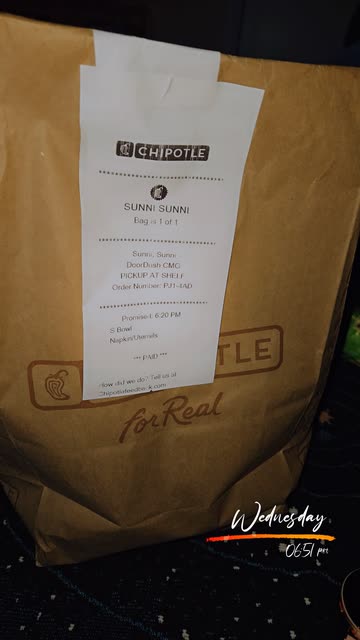 CHIPOTLE
SUNNI SUNNI
Bag is 1 of 1
Sunni, Sunni
DoorDash CMG
PICKUP AT SHELF
Order Number: PJ1-4AD
Promised: 6:20 PM
S Bowl
Napkin/Utensils
*** PAID ***
How did we do? Tell us at
Chipotlefeedback.com
TLE
for Real
Wednesday
06:51 PM